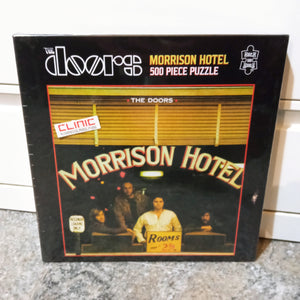 THE
doors
MORRISON HOTEL
500 PIECE PUZZLE
· THE DOORS ·
CLINIC
MORRISON HOTEL
ROOMS